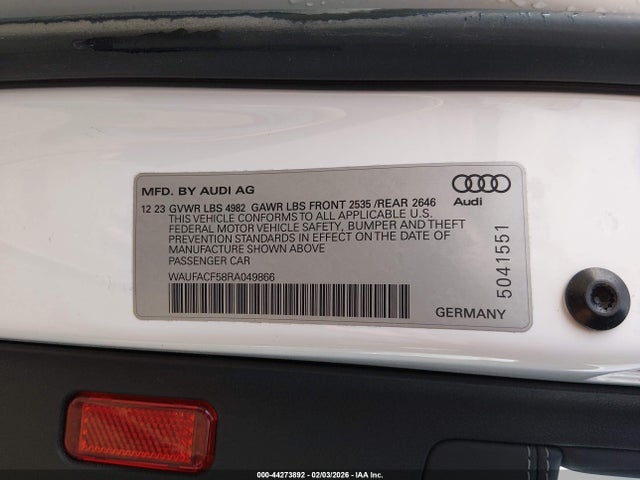 MFD. BY AUDI AG
Audi
12 23 GVWR LBS 4982 GAWR LBS FRONT 2535 /REAR 2646
THIS VEHICLE CONFORMS TO ALL APPLICABLE U.S.
FEDERAL MOTOR VEHICLE SAFETY, BUMPER AND THEFT
PREVENTION STANDARDS IN EFFECT ON THE DATE OF
MANUFACTURE SHOWN ABOVE
PASSENGER CAR
WAUFACF58RA049866
GERMANY
5041551
000-44273892 - 02/03/2026 - IAA Inc.